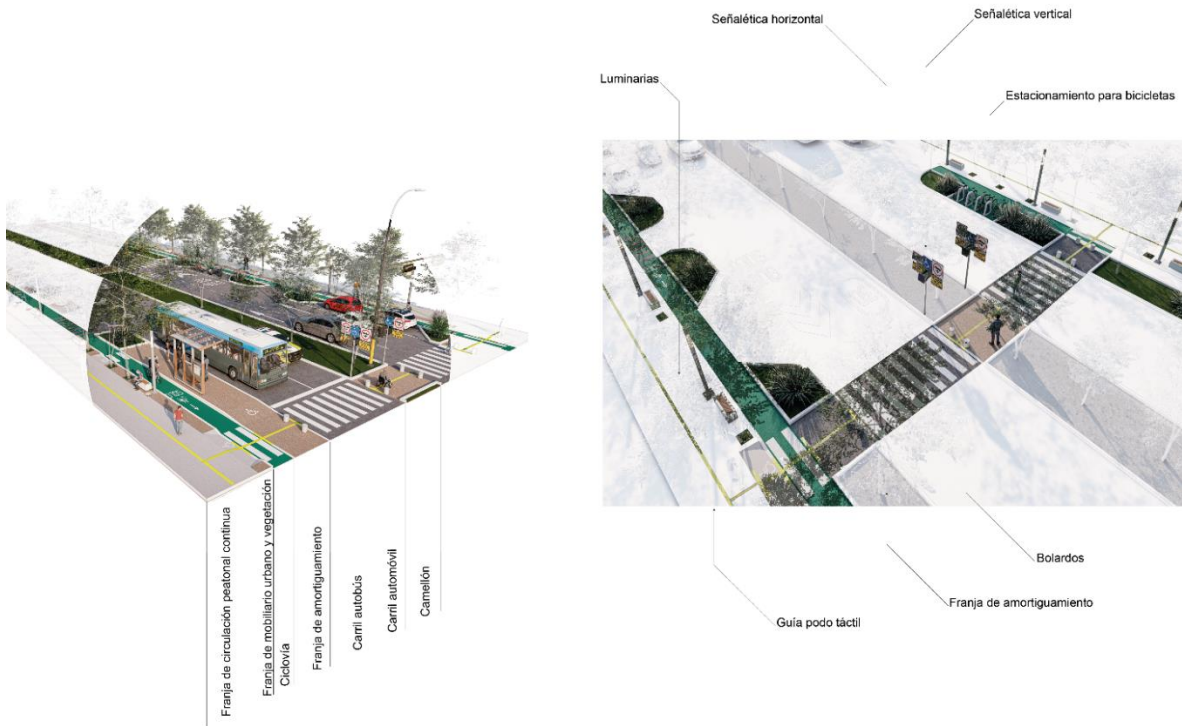 Señalética horizontal
Señalética vertical
Luminarias
Estacionamiento para bicicletas
Franja de circulación peatonal continua
Franja de mobiliario urbano y vegetación
Ciclovía
Franja de amortiguamiento
Carril autobús
Carril automóvil
Camellón
Bolardos
Franja de amortiguamiento
Guía podo táctil